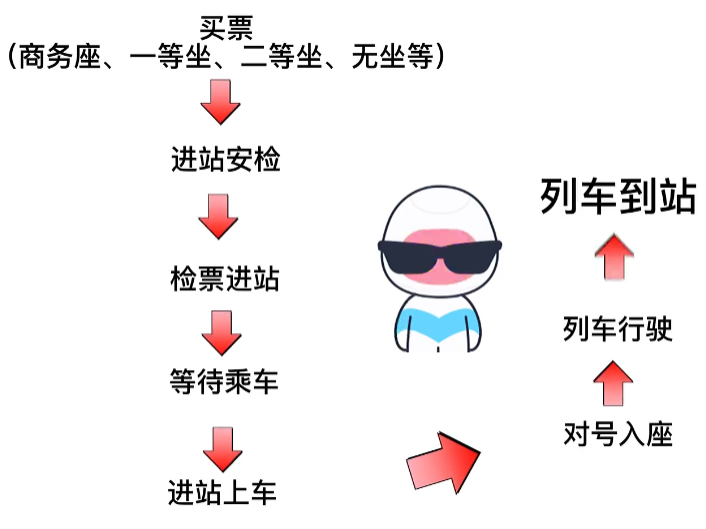 买票
（商务座、一等坐、二等坐、无坐等）
进站安检
检票进站
等待乘车
进站上车
对号入座
列车行驶
列车到站